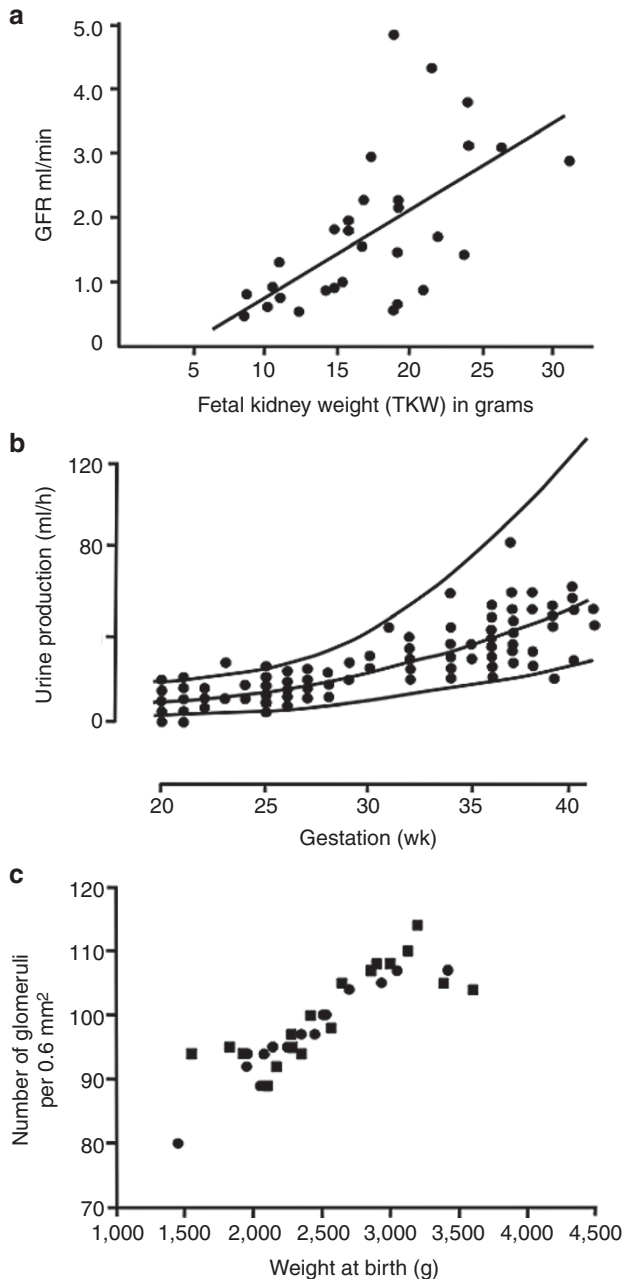 a
5.0
4.0
3.0
2.0
1.0
0
GFR ml/min
5 10 15 20 25 30
Fetal kidney weight (TKW) in grams
b
120
80
0
Urine production (ml/h)
20 25 30 35 40
Gestation (wk)
c
120
110
100
90
80
70
Number of glomeruli
per 0.6 mm²
1,000 1,500 2,000 2,500 3,000 3,500 4,000 4,500
Weight at birth (g)